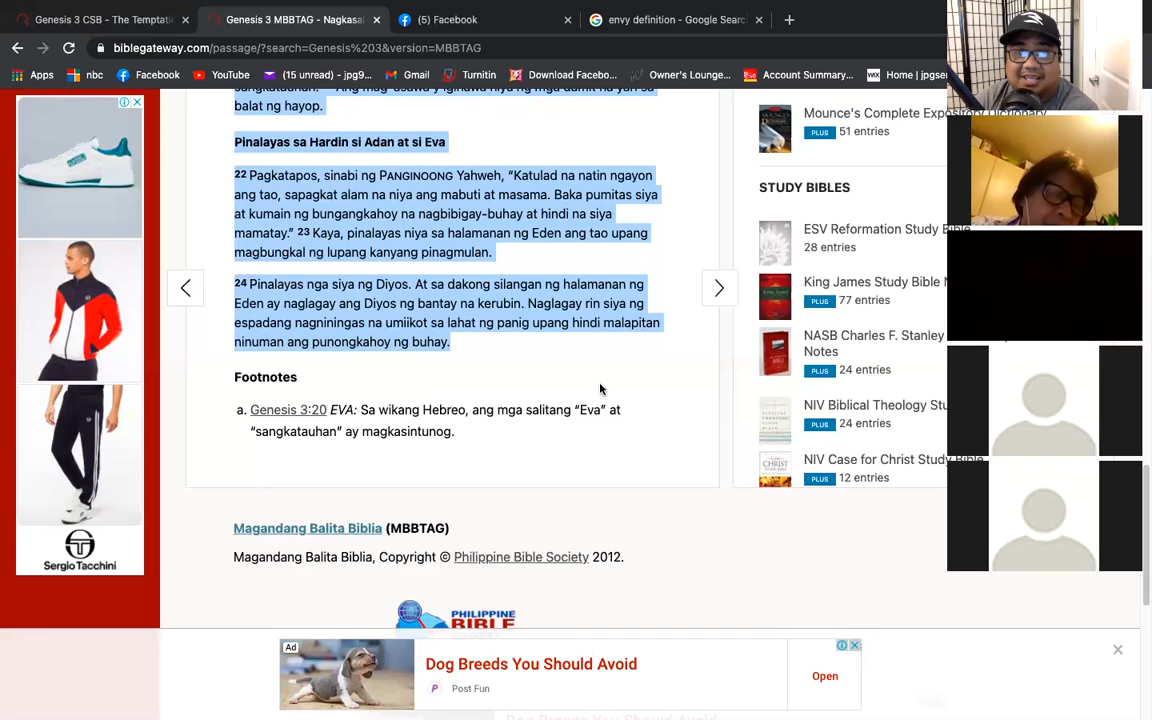 Genesis 3 CSB - The Temptati
Genesis 3 MBBTAG - Nagkasal
(5) Facebook
envy definition - Google Searc
biblegateway.com/passage/?search=Genesis%203&version=MBBTAG
Apps
nbc
Facebook
YouTube
(15 unread) - jpg9...
Gmail
Turnitin
Download Facebo...
Owner's Lounge...
Account Summary...
Home | jpgser
balat ng hayop.
Pinalayas sa Hardin si Adan at si Eva
22 Pagkatapos, sinabi ng PANGINOONG Yahweh, “Katulad na natin ngayon
ang tao, sapagkat alam na niya ang mabuti at masama. Baka pumitas siya
at kumain ng bungangkahoy na nagbibigay-buhay at hindi na siya
mamatay.” 23 Kaya, pinalayas niya sa halamanan ng Eden ang tao upang
magbungkal ng lupang kanyang pinagmulan.
24 Pinalayas nga siya ng Diyos. At sa dakong silangan ng halamanan ng
Eden ay naglagay ang Diyos ng bantay na kerubin. Naglagay rin siya ng
espadang nagniningas na umiikot sa lahat ng panig upang hindi malapitan
ninuman ang punongkahoy ng buhay.
Footnotes
a. Genesis 3:20 EVA: Sa wikang Hebreo, ang mga salitang “Eva” at
“sangkatauhan” ay magkasintunog.
Magandang Balita Biblia (MBBTAG)
Magandang Balita Biblia, Copyright © Philippine Bible Society 2012.
PHILIPPINE
BIBLE
Mounce's Complete Expository Dictionary
PLUS 51 entries
STUDY BIBLES
ESV Reformation Study Bible
28 entries
King James Study Bible N
PLUS 77 entries
NASB Charles F. Stanley
Notes
PLUS 24 entries
NIV Biblical Theology Stu
PLUS 24 entries
NIV Case for Christ Study Bible
PLUS 12 entries
Sergio Tacchini
Ad
Dog Breeds You Should Avoid
Post Fun
Open